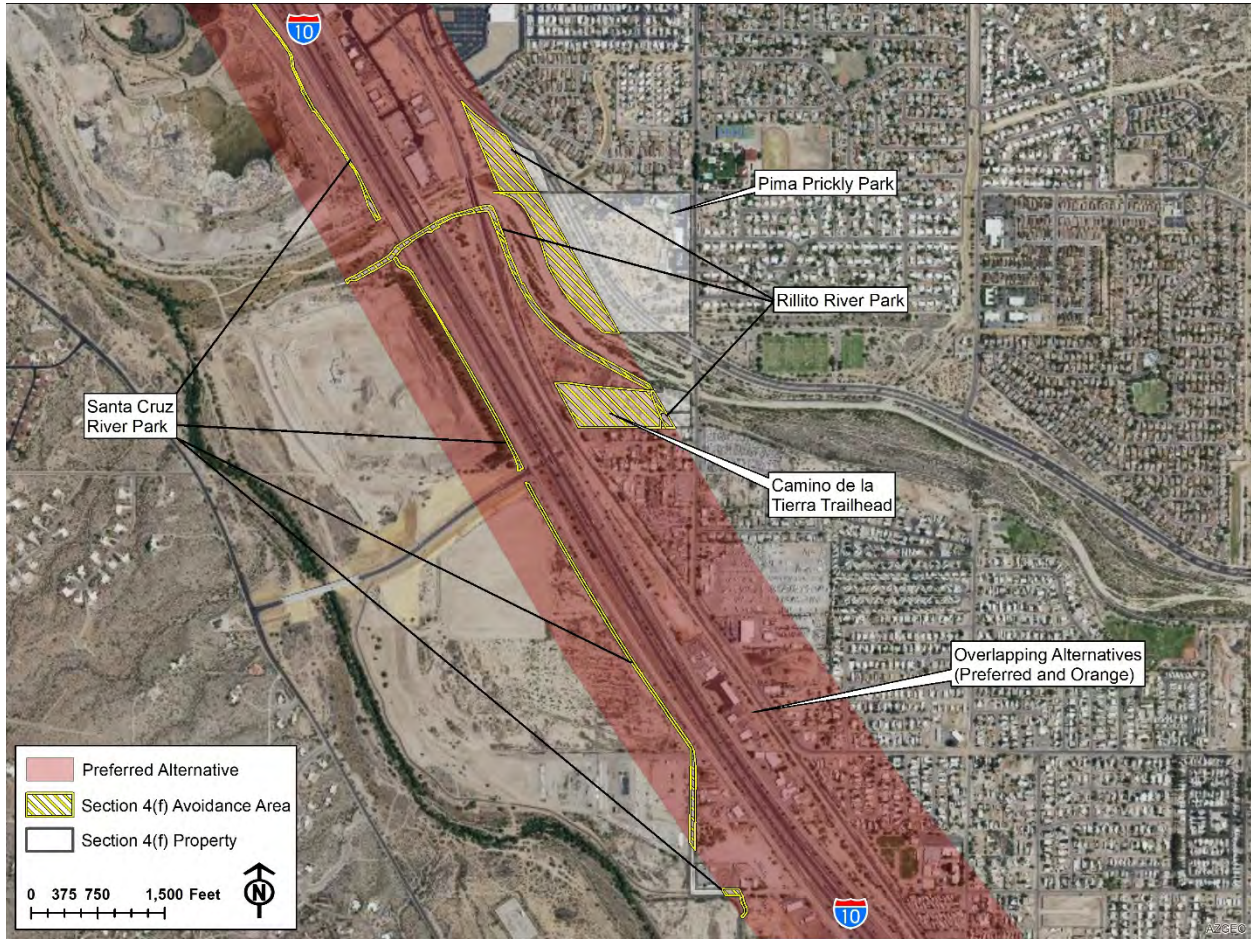 10
Pima Prickly Park
Rillito River Park
Santa Cruz
River Park
Camino de la
Tierra Trailhead
Overlapping Alternatives
(Preferred and Orange)
Preferred Alternative
Section 4(f) Avoidance Area
Section 4(f) Property
0 375 750 1,500 Feet
N
10
AZGEO